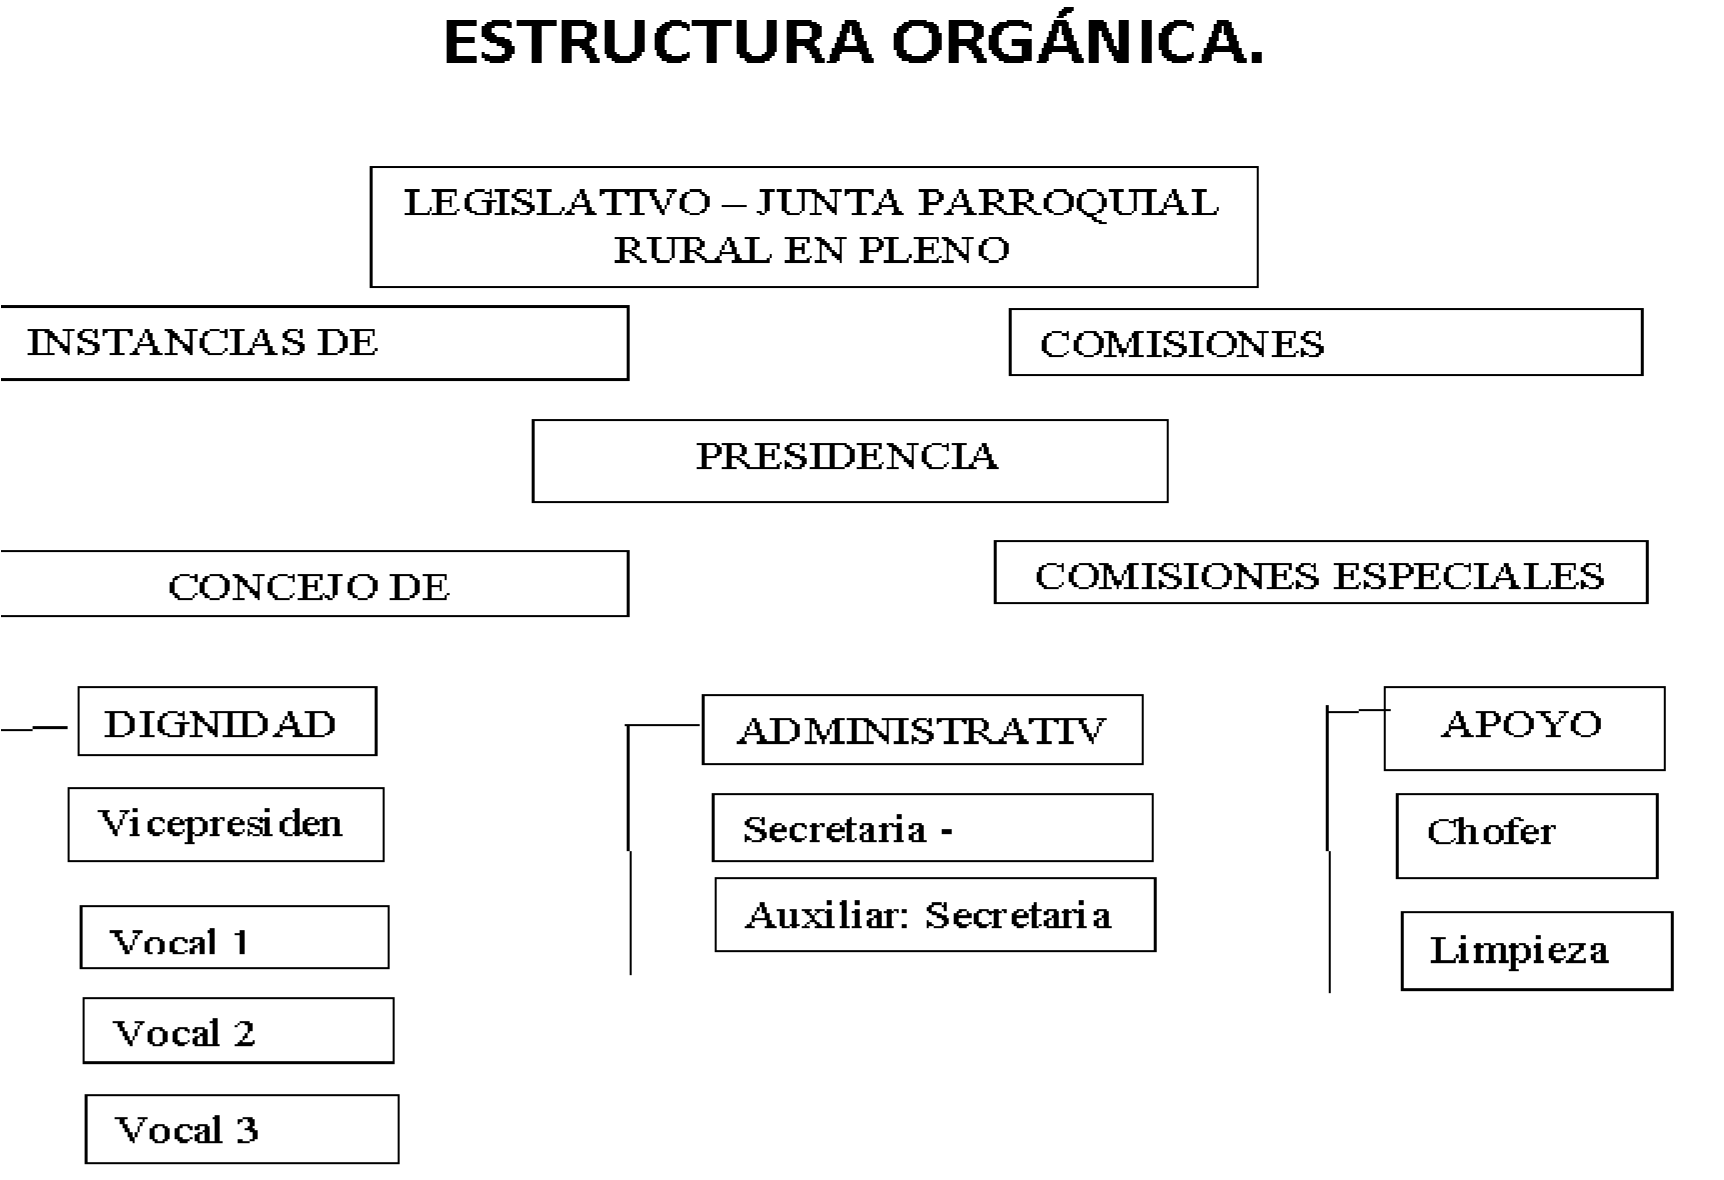 ESTRUCTURA ORGÁNICA.
LEGISLATIVO – JUNTA PARROQUIAL
RURAL EN PLENO
INSTANCIAS DE
COMISIONES
PRESIDENCIA
CONCEJO DE
COMISIONES ESPECIALES
DIGNIDAD
Vicepresiden
Vocal 1
Vocal 2
Vocal 3
ADMINISTRATIV
Secretaria -
Auxiliar: Secretaria
APOYO
Chofer
Limpieza